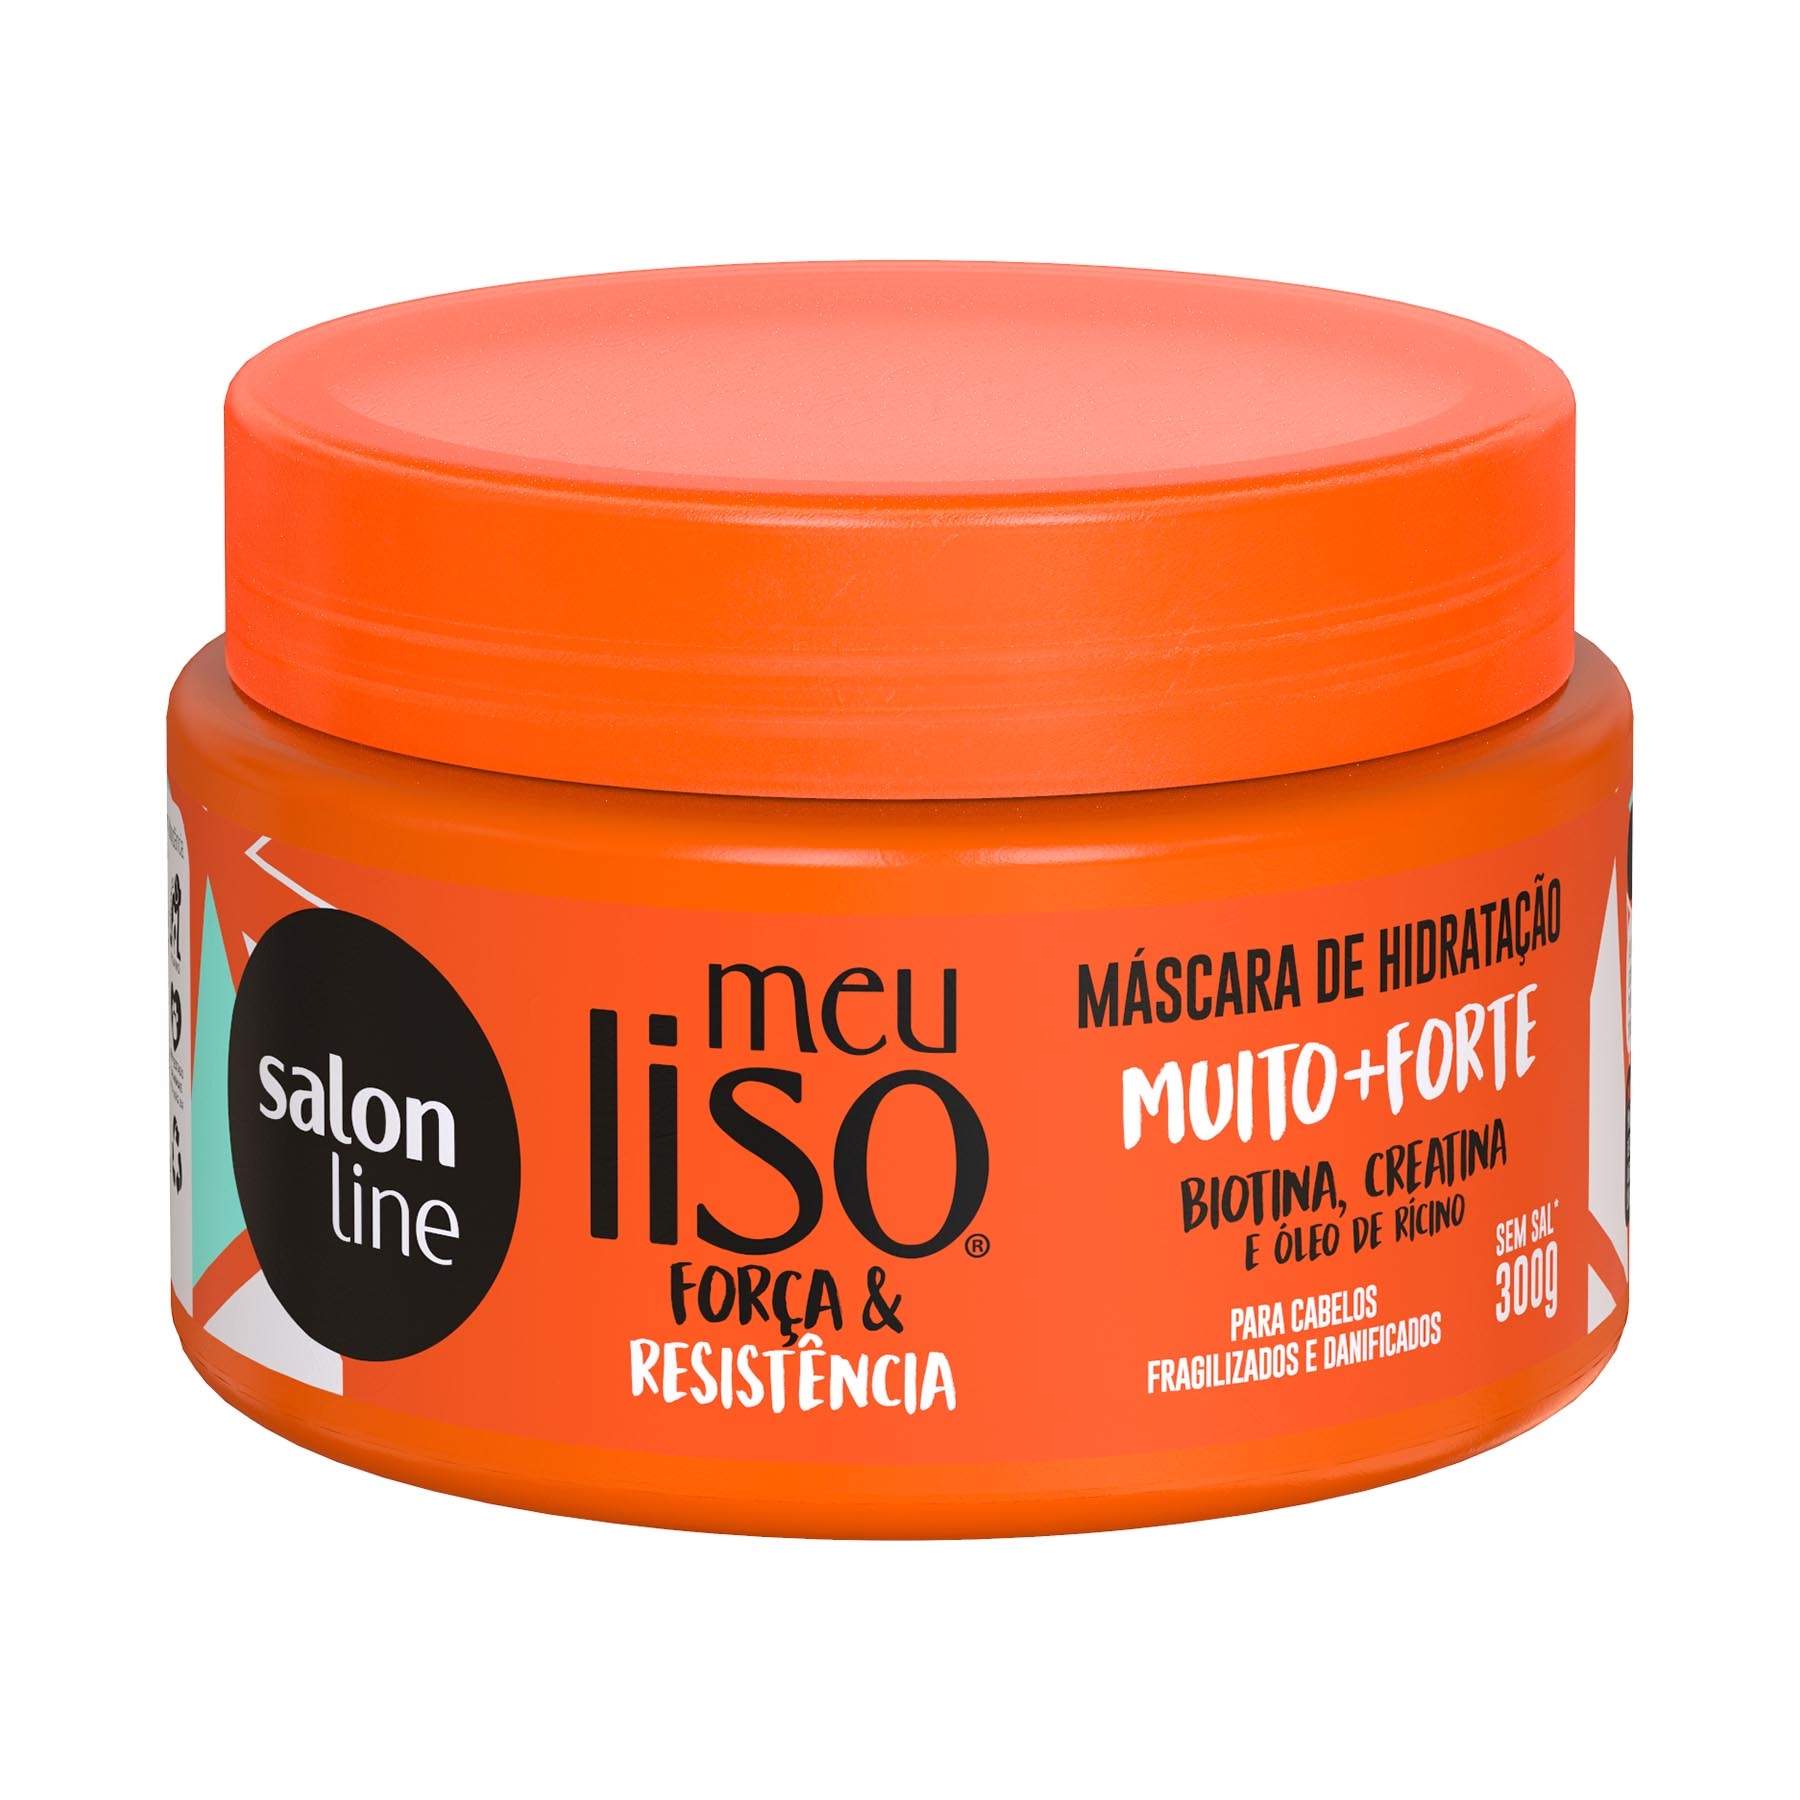 salon
line
meu
liso®
FORÇA &
RESISTÊNCIA
MÁSCARA DE HIDRATAÇÃO
MUITO+FORTE
BIOTINA, CREATINA
E ÓLEO DE RÍCINO
SEM SAL*
300g
PARA CABELOS
FRAGILIZADOS E DANIFICADOS